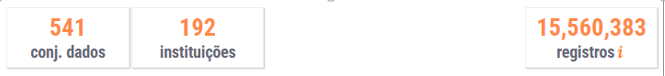 541
conj. dados
192
instituições
15,560,383
registros i